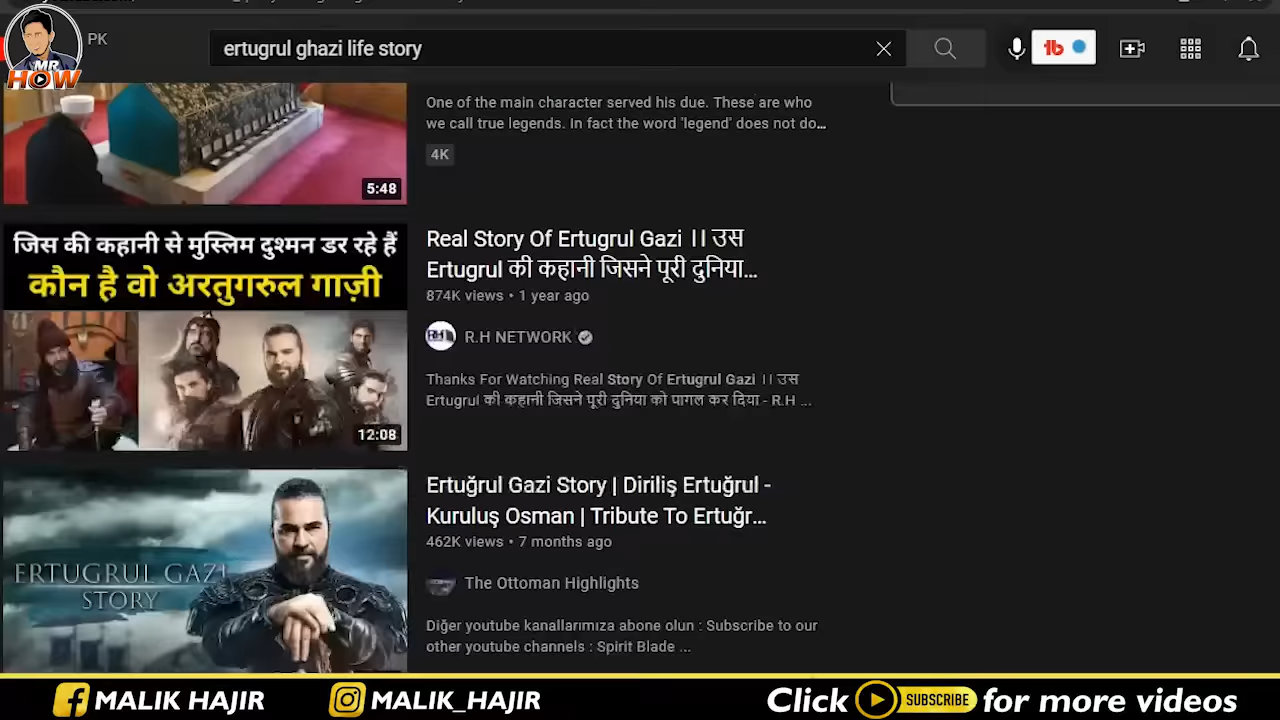 PK
ertugrul ghazi life story
MR
HOW
One of the main character served his due. These are who
we call true legends. In fact the word 'legend' does not do...
4K
5:48
जिस की कहानी से मुस्लिम दुश्मन डर रहे हैं
कौन है वो अरतुगरुल गाज़ी
12:08
Real Story Of Ertugrul Gazi ।। उस
Ertugrul की कहानी जिसने पूरी दुनिया...
874K views • 1 year ago
R.H NETWORK
Thanks For Watching Real Story Of Ertugrul Gazi ।। उस
Ertugrul की कहानी जिसने पूरी दुनिया को पागल कर दिया - R.H ...
ERTUGRUL GAZI
STORY
Ertuğrul Gazi Story | Diriliş Ertuğrul -
Kuruluş Osman | Tribute To Ertuğr...
462K views • 7 months ago
The Ottoman Highlights
Diğer youtube kanallarımıza abone olun : Subscribe to our
other youtube channels : Spirit Blade ...
MALIK HAJIR
MALIK_HAJIR
Click SUBSCRIBE for more videos